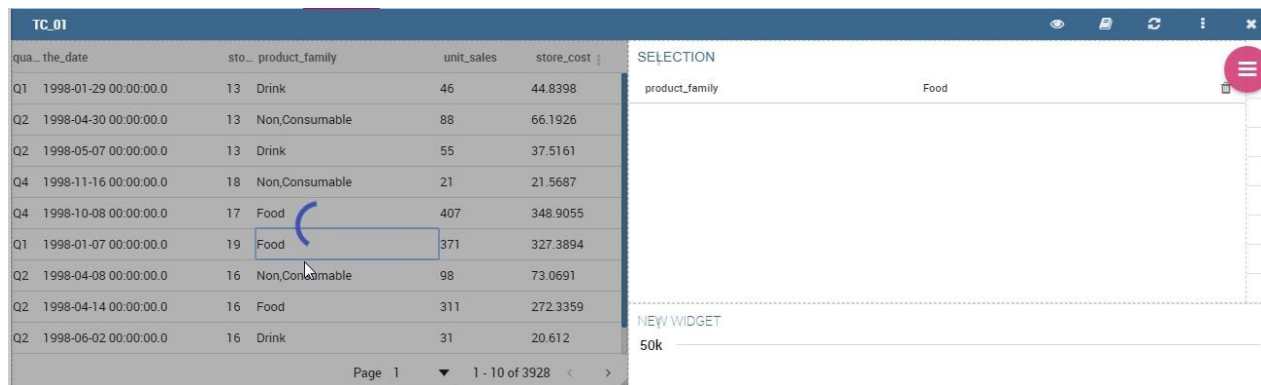 TC_01
qua... the_date sto... product_family unit_sales store_cost
Q1 1998-01-29 00:00:00.0 13 Drink 46 44.8398
Q2 1998-04-30 00:00:00.0 13 Non,Consumable 88 66.1926
Q2 1998-05-07 00:00:00.0 13 Drink 55 37.5161
Q4 1998-11-16 00:00:00.0 18 Non,Consumable 21 21.5687
Q4 1998-10-08 00:00:00.0 17 Food 407 348.9055
Q1 1998-01-07 00:00:00.0 19 Food 371 327.3894
Q2 1998-04-08 00:00:00.0 16 Non,Consumable 98 73.0691
Q2 1998-04-14 00:00:00.0 16 Food 311 272.3359
Q2 1998-06-02 00:00:00.0 16 Drink 31 20.612
Page 1 1 - 10 of 3928
SELECTION
product_family Food
NEW WIDGET
50k